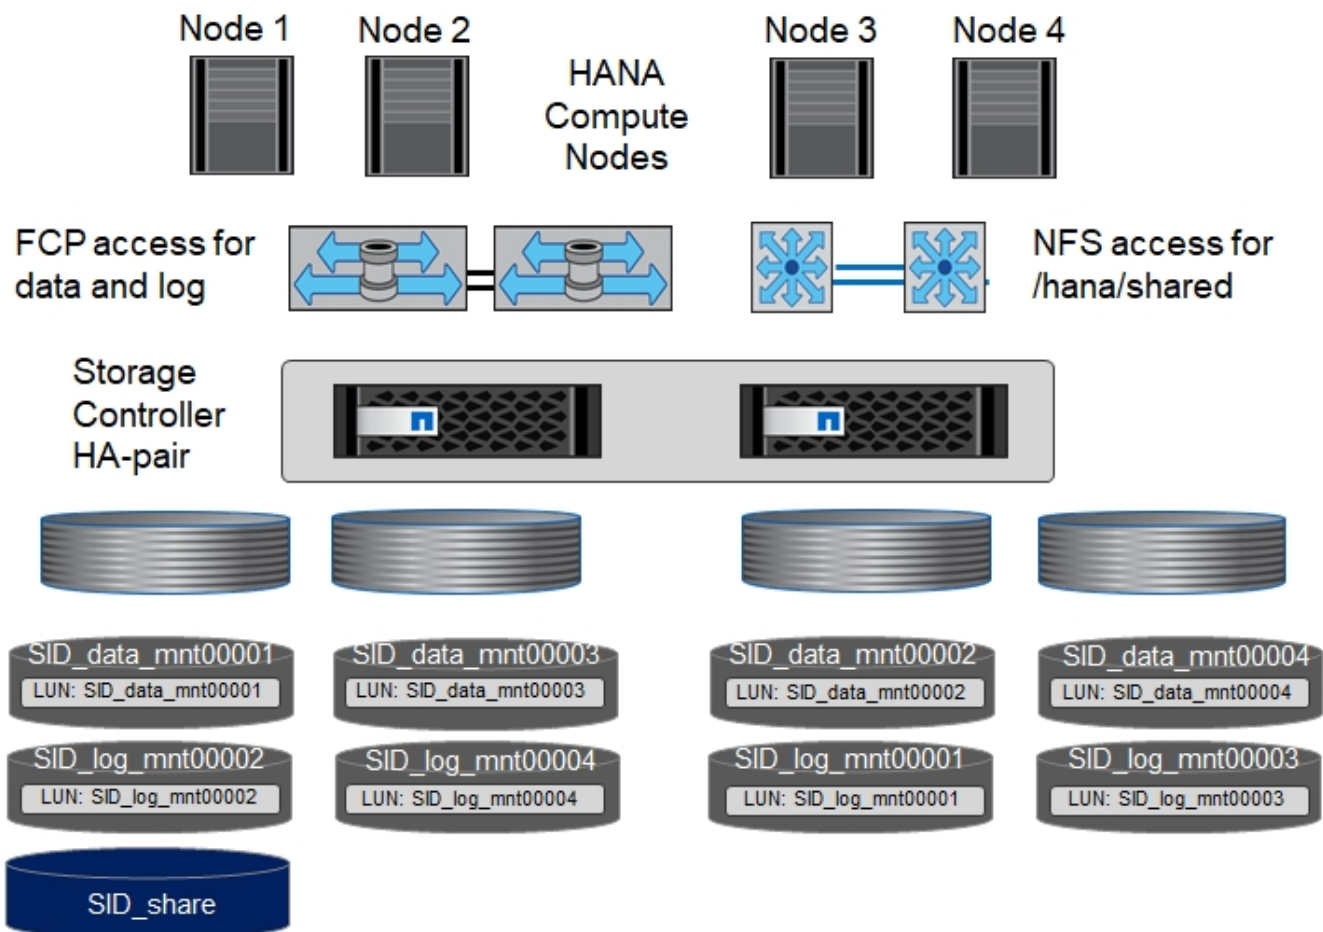 Node 1
Node 2
Node 3
Node 4
HANA
Compute
Nodes
FCP access for
data and log
NFS access for
/hana/shared
Storage
Controller
HA-pair
SID_data_mnt00001
LUN: SID_data_mnt00001
SID_data_mnt00003
LUN: SID_data_mnt00003
SID_data_mnt00002
LUN: SID_data_mnt00002
SID_data_mnt00004
LUN: SID_data_mnt00004
SID_log_mnt00002
LUN: SID_log_mnt00002
SID_log_mnt00004
LUN: SID_log_mnt00004
SID_log_mnt00001
LUN: SID_log_mnt00001
SID_log_mnt00003
LUN: SID_log_mnt00003
SID_share